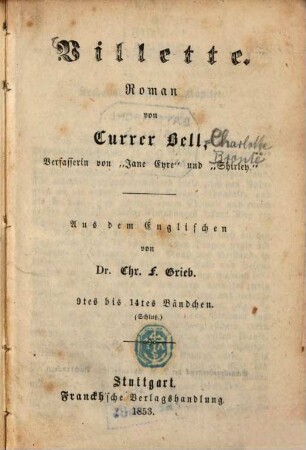 Villette.
Roman
von
Currer Bell,
Charlotte
Brontë
Verfasserin von „Jane Eyre“ und „Shirley.“
Aus dem Englischen
von
Dr. Chr. F. Grieb.
9tes bis 14tes Bändchen.
(Schluß.)
Stuttgart.
Franckh'sche Verlagshandlung.
1853.